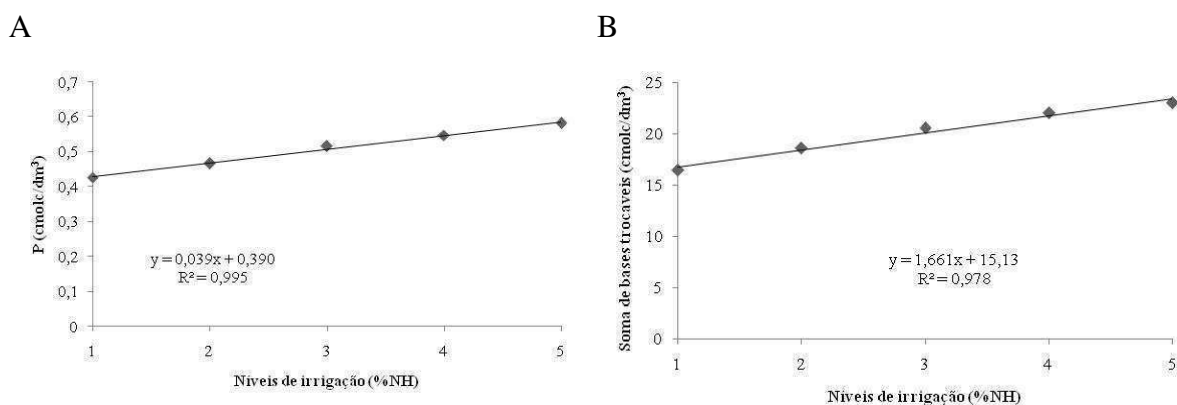 A
B
0,7
0,6
0,5
0,4
0,3
0,2
0,1
0
P (cmolc/dm³)
y = 0,039x + 0,390
R² = 0,995
1 2 3 4 5
Níveis de irrigação (%NH)
25
20
15
10
5
0
Soma de bases trocaveis (cmolc/dm³)
y = 1,661x + 15,13
R² = 0,978
1 2 3 4 5
Níveis de irrigação (%NH)